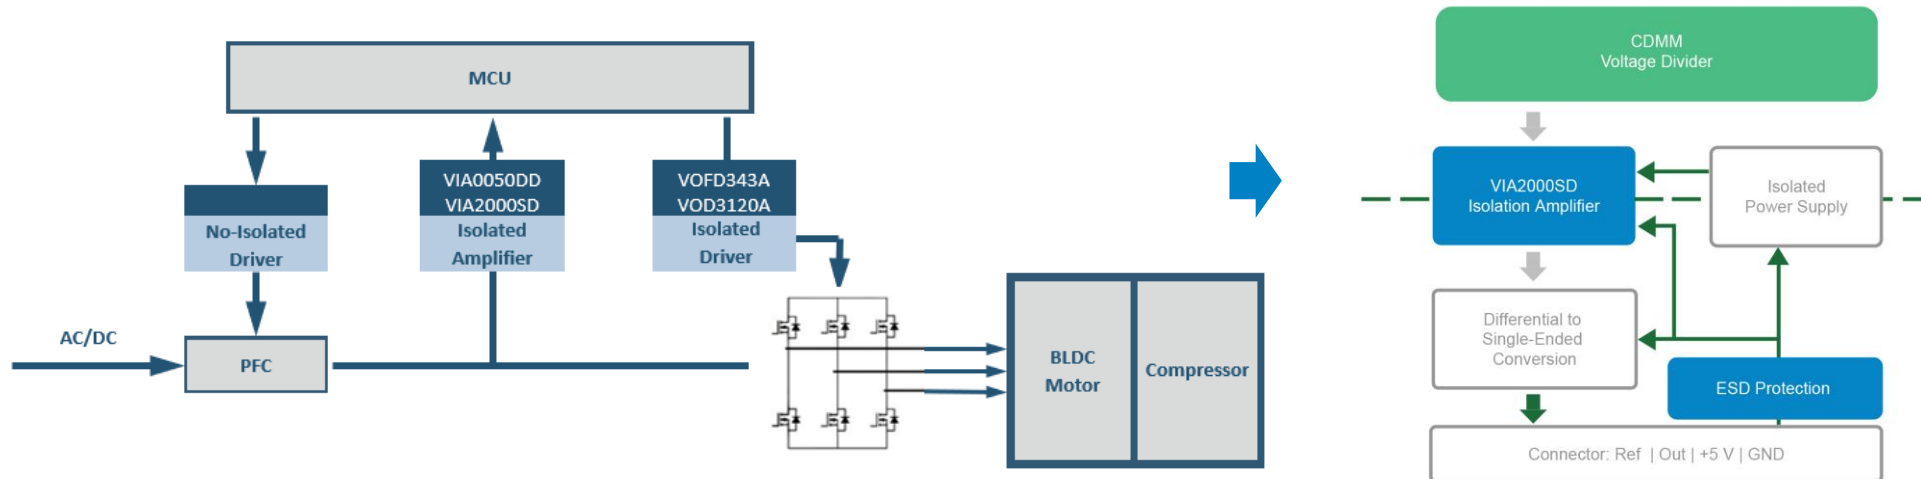 MCU
VIA0050DD
VIA2000SD
Isolated
Amplifier
VOFD343A
VOD3120A
Isolated
Driver
No-Isolated
Driver
AC/DC
PFC
BLDC
Motor
Compressor
CDMM
Voltage Divider
VIA2000SD
Isolation Amplifier
Isolated
Power Supply
Differential to
Single-Ended
Conversion
ESD Protection
Connector: Ref | Out | +5 V | GND